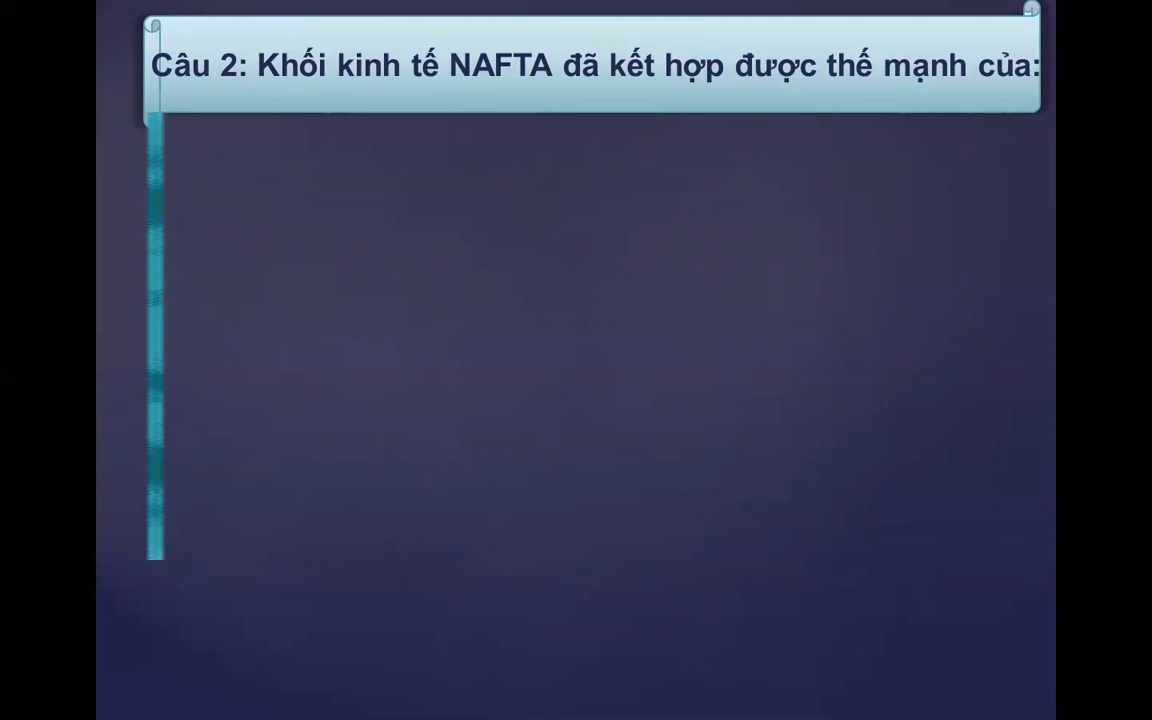 Câu 2: Khối kinh tế NAFTA đã kết hợp được thế mạnh của: